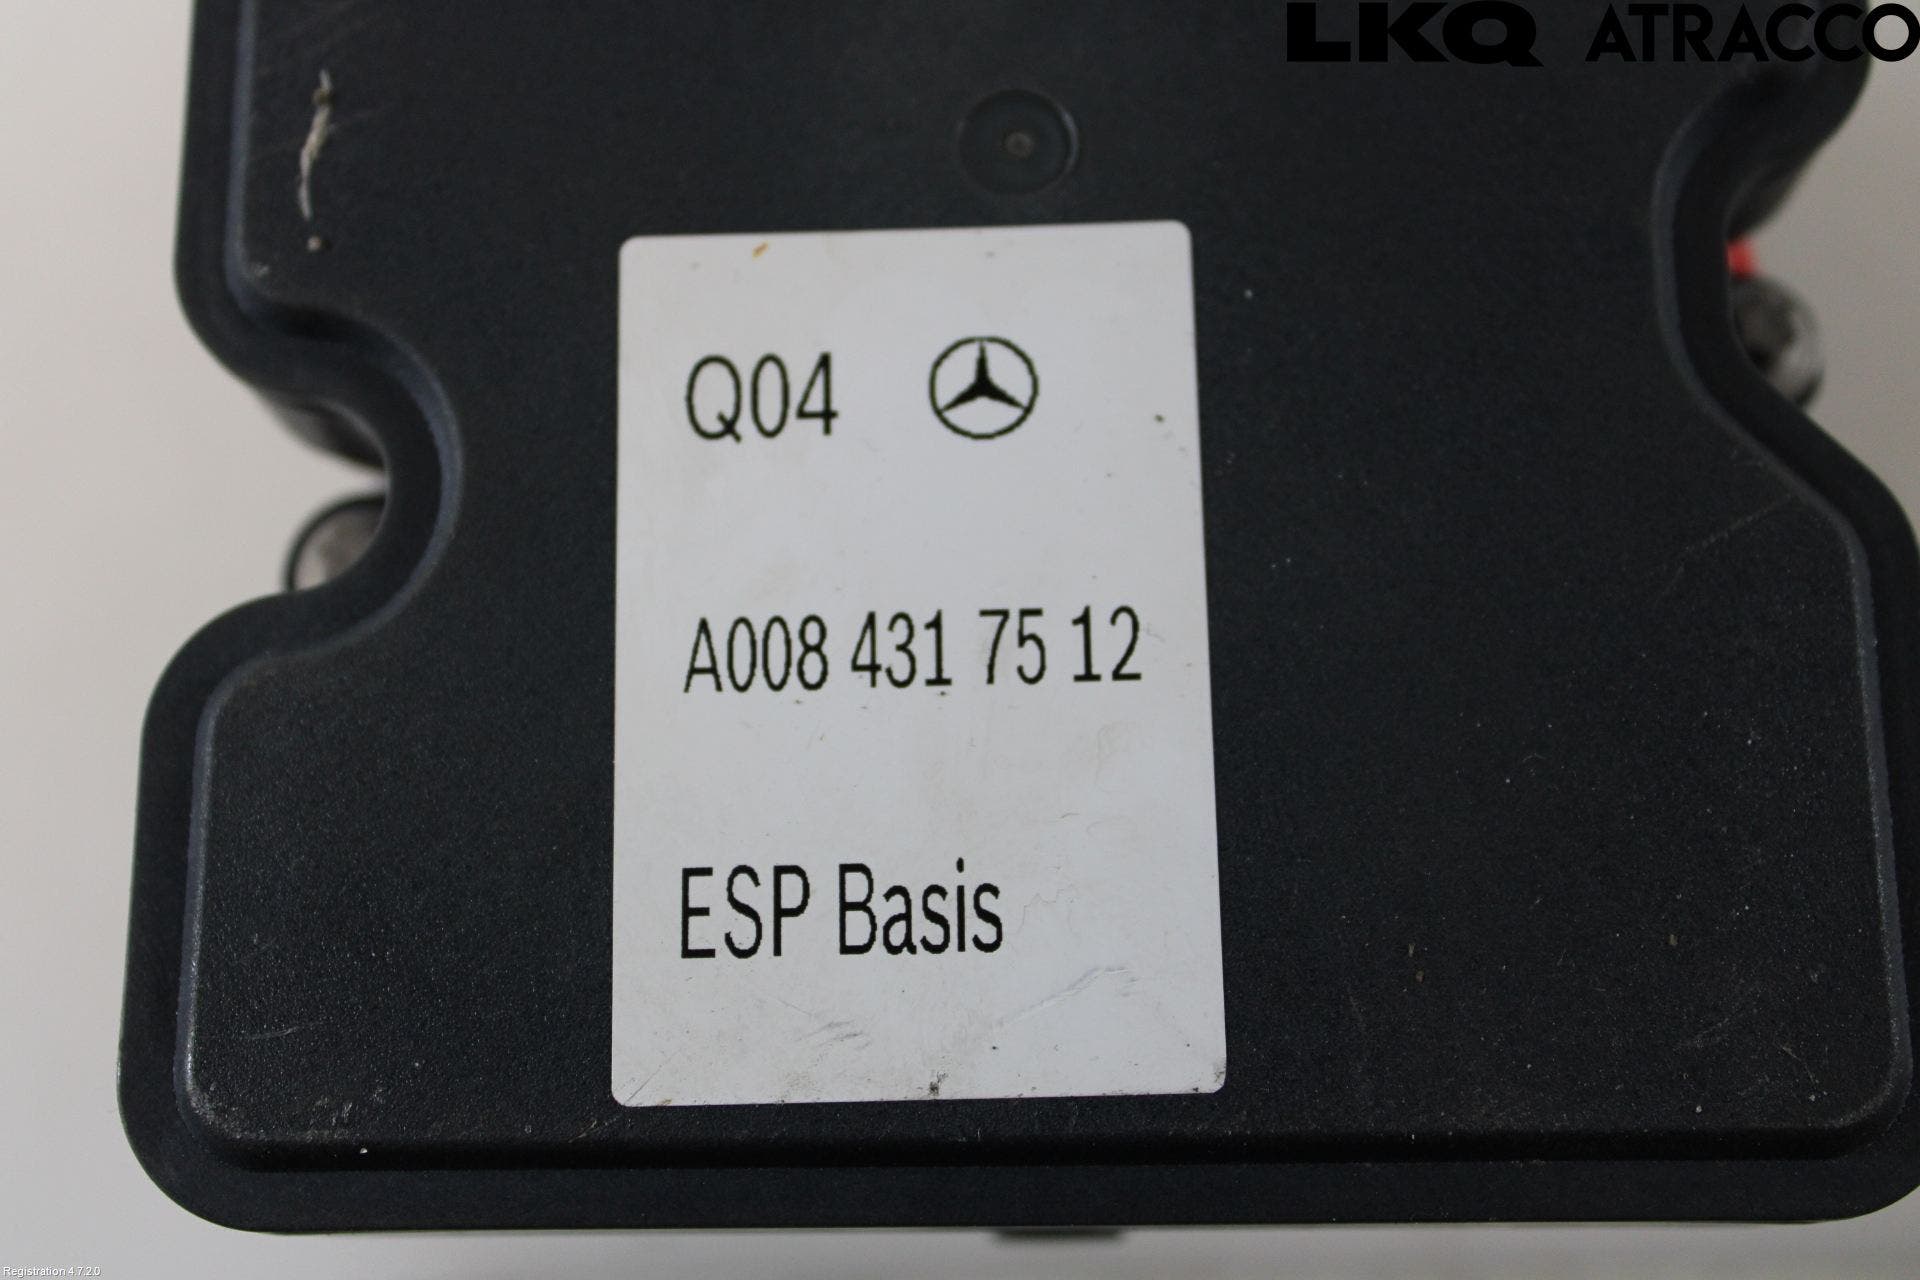 LKQ ATRACCO
Q04
A008 431 75 12
ESP Basis
Registration 4.7.2.0